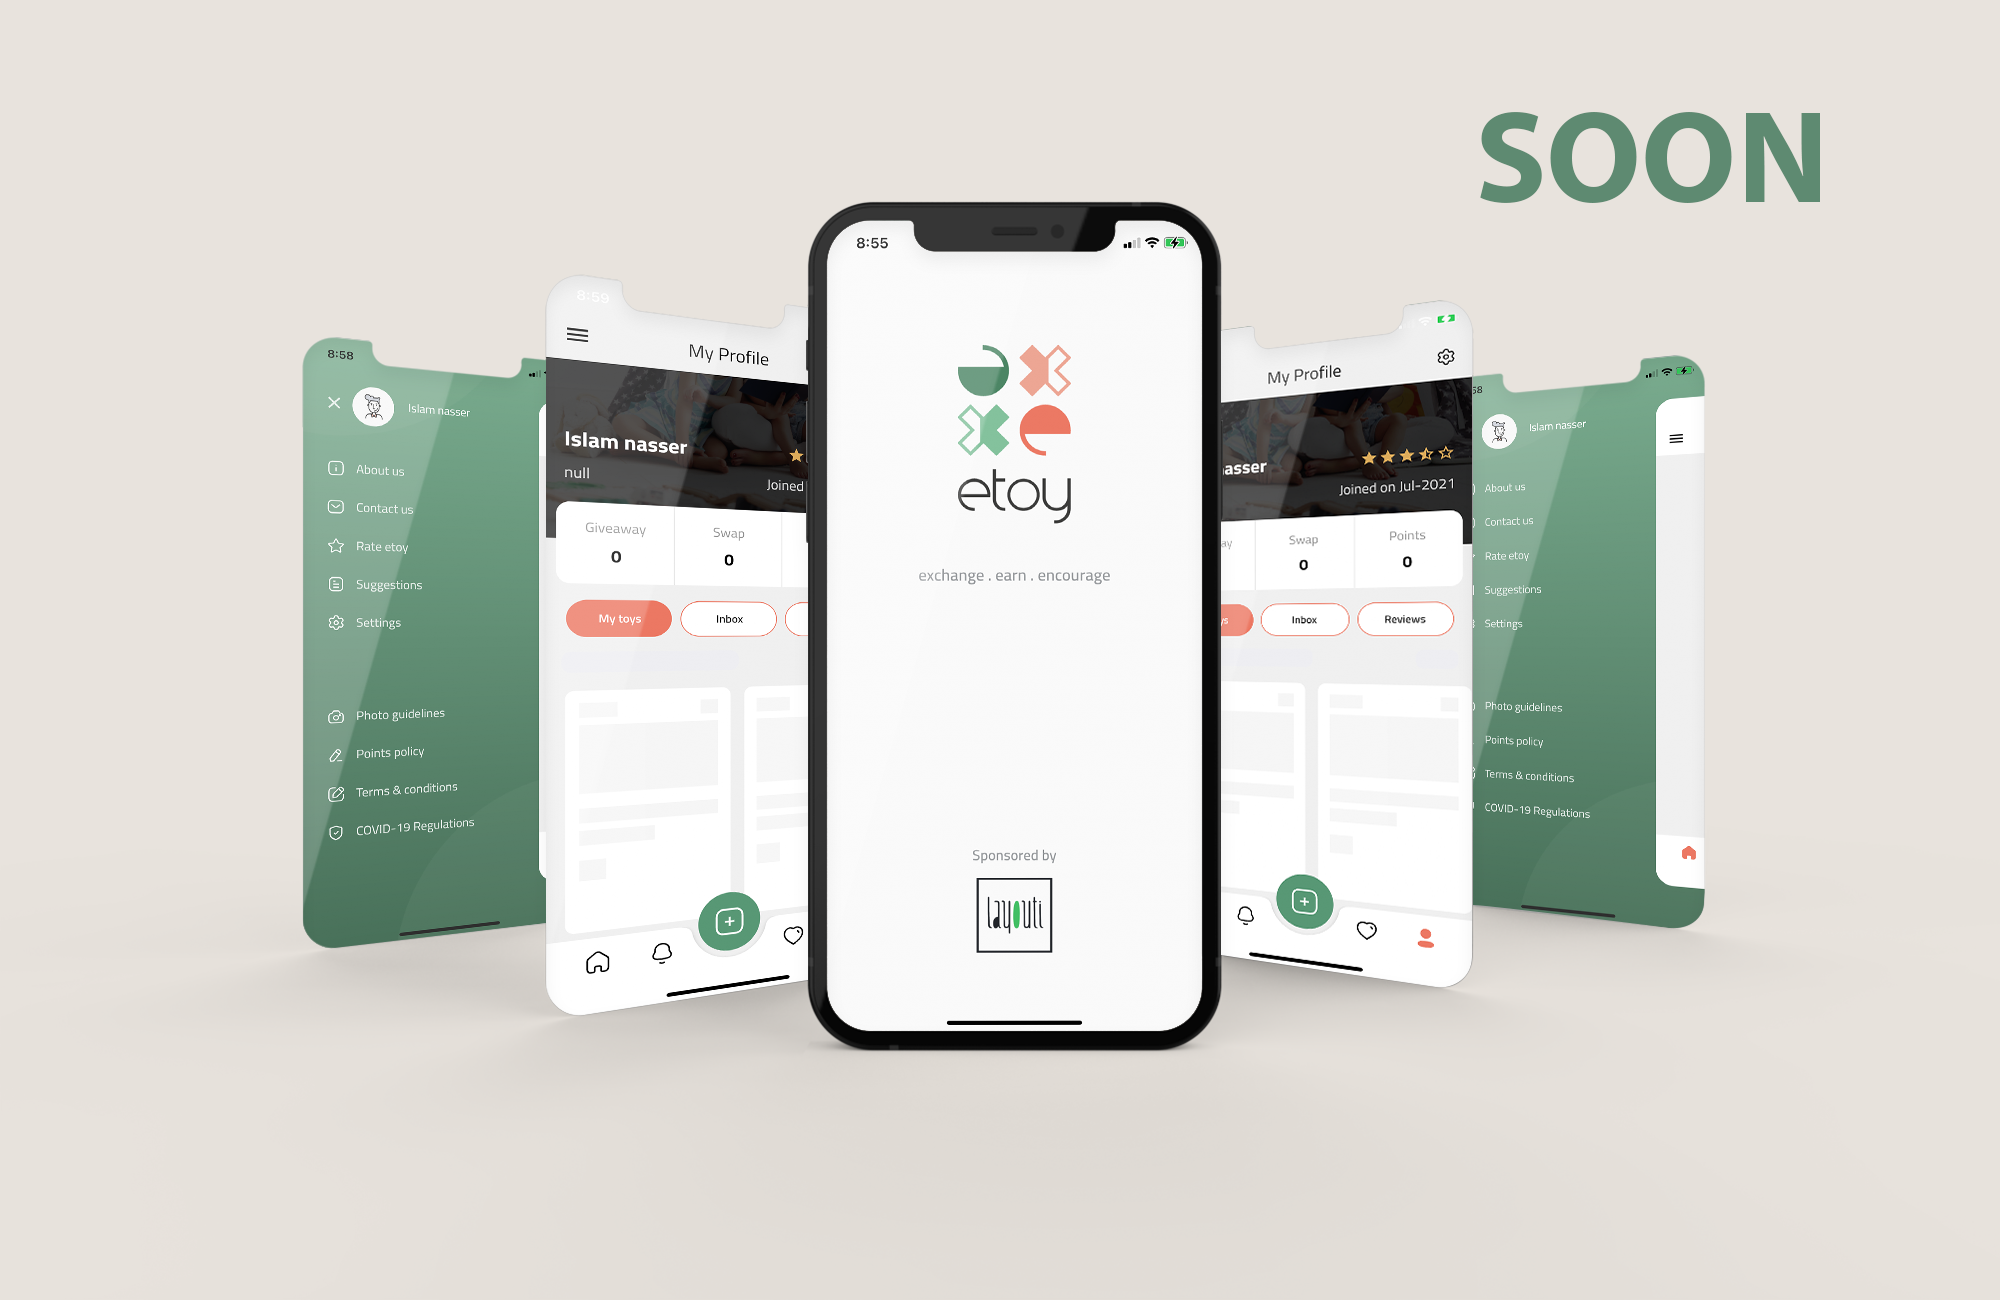 SOON
8:58
Islam nasser
About us
Contact us
Rate etoy
Suggestions
Settings
Photo guidelines
Points policy
Terms & conditions
COVID-19 Regulations
8:59
My Profile
Islam nasser
null
Joined
Giveaway
Swap
0
0
My toys
Inbox
8:55
etoy
exchange . earn . encourage
Sponsored by
layouti
My Profile
asser
Joined on Jul-2021
ay
Swap
Points
0
0
ys
Inbox
Reviews
58
Islam nasser
About us
Contact us
Rate etoy
Suggestions
Settings
Photo guidelines
Points policy
Terms & conditions
COVID-19 Regulations